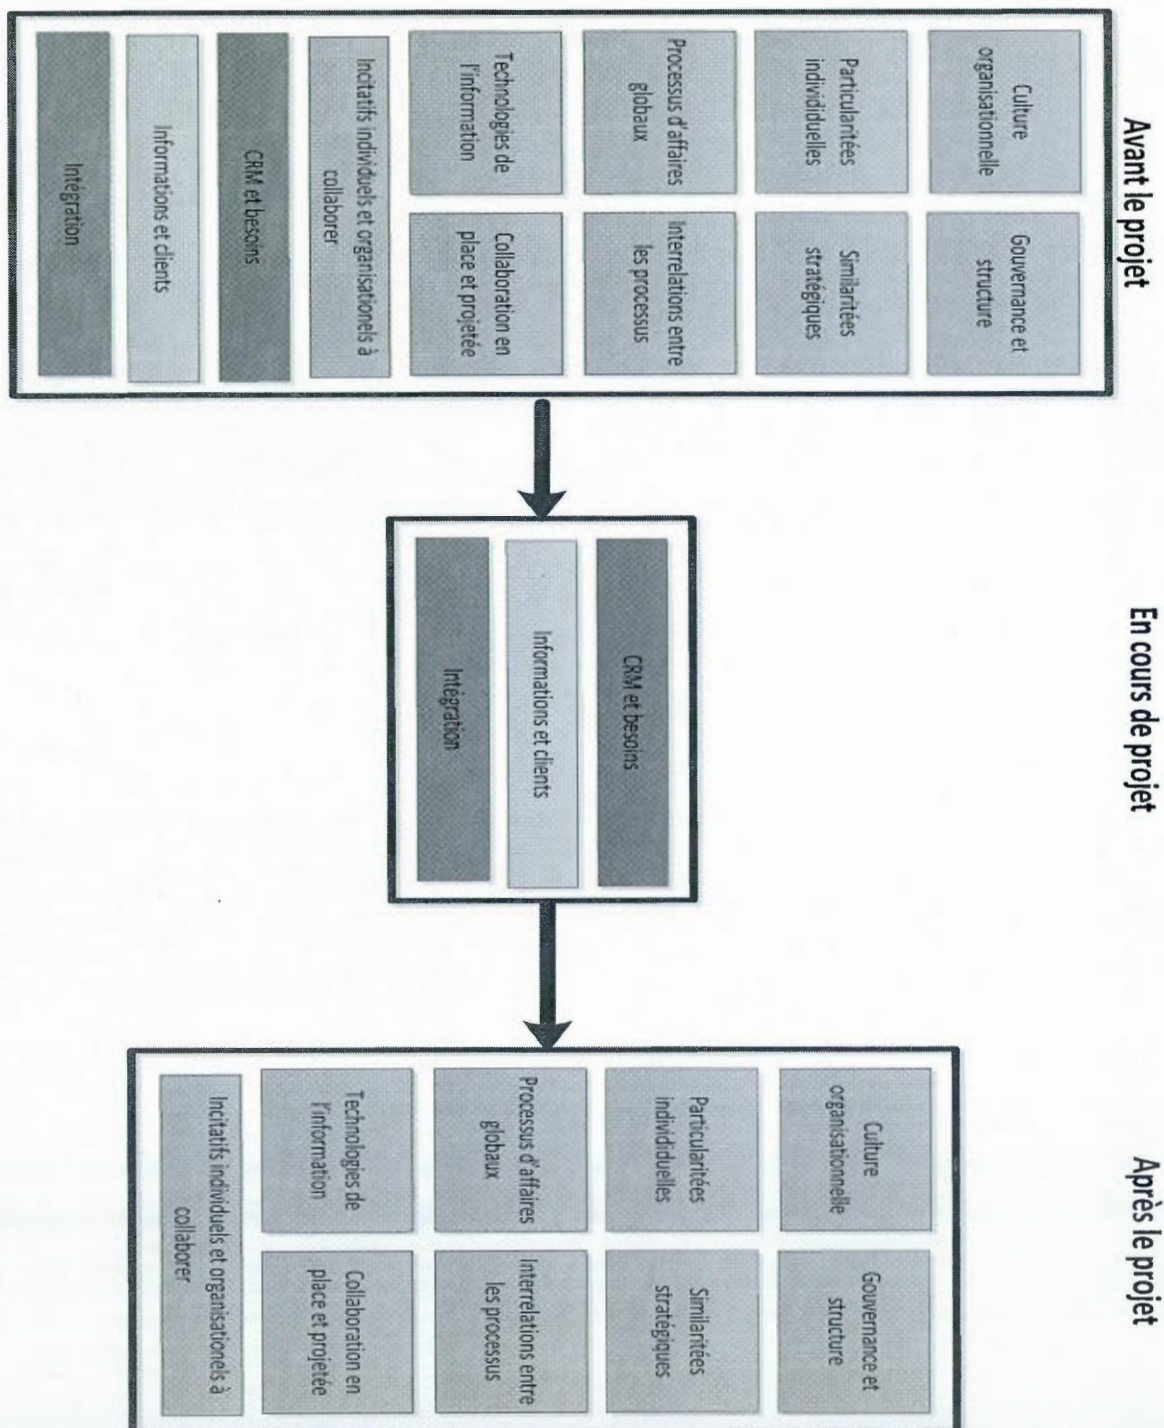 Avant le projet
Culture
organisationnelle
Gouvernance et
structure
Particularitées
individiduelles
Similaritées
stratégiques
Processus d'affaires
globaux
Interrelations entre
les processus
Technologies de
l'information
Collaboration en
place et projetée
Incitatifs individuels et organisationels à
collaborer
CRM et besoins
Informations et clients
Intégration
En cours de projet
CRM et besoins
Informations et clients
Intégration
Après le projet
Culture
organisationnelle
Gouvernance et
structure
Particularitées
individiduelles
Similaritées
stratégiques
Processus d'affaires
globaux
Interrelations entre
les processus
Technologies de
l'information
Collaboration en
place et projetée
Incitatifs individuels et organisationels à
collaborer